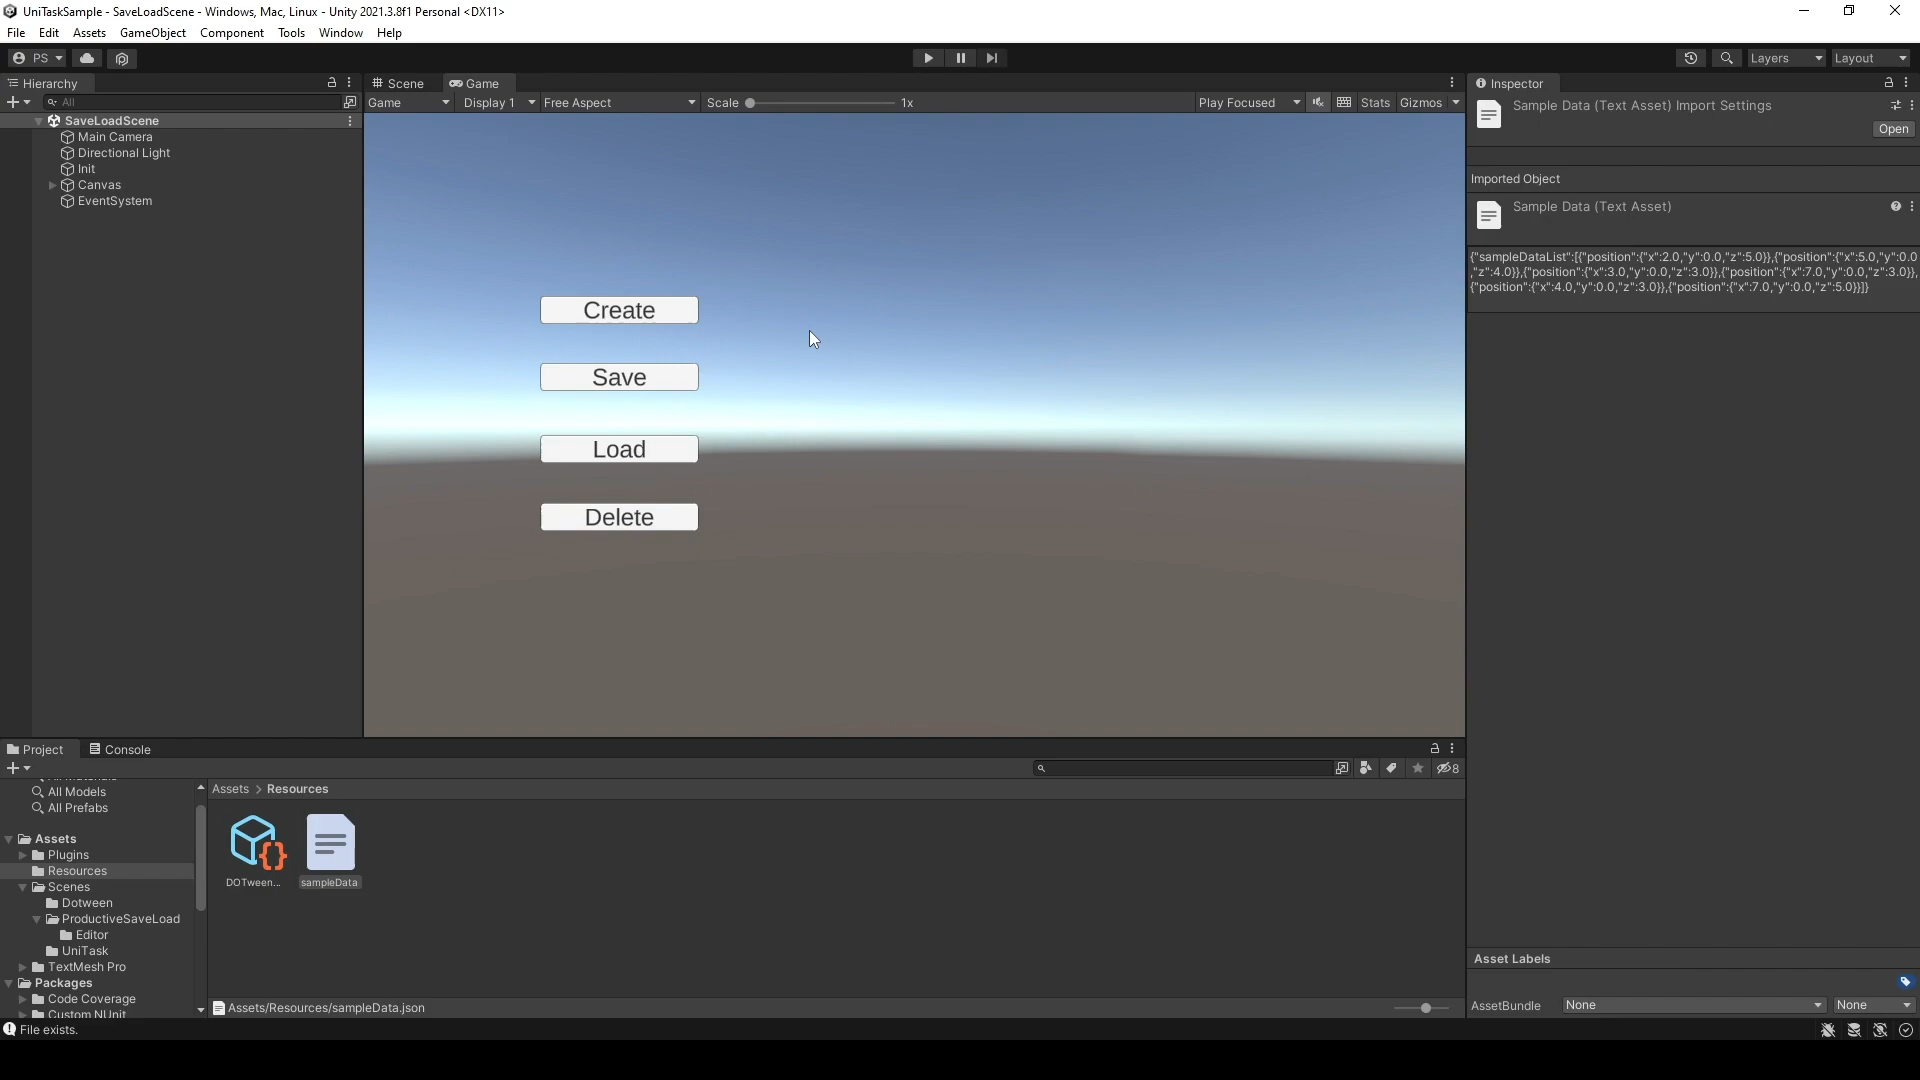 UniTaskSample - SaveLoadScene - Windows, Mac, Linux - Unity 2021.3.8f1 Personal <DX11>
File Edit Assets GameObject Component Tools Window Help
PS
Layers
Layout
Hierarchy
All
SaveLoadScene
Main Camera
Directional Light
Init
Canvas
EventSystem
Scene
Game
Game
Display 1
Free Aspect
Scale
1x
Play Focused
Stats
Gizmos
Create
Save
Load
Delete
Inspector
Sample Data (Text Asset) Import Settings
Open
Imported Object
Sample Data (Text Asset)
{"sampleDataList":[{"position":{"x":2.0,"y":0.0,"z":5.0}},{"position":{"x":5.0,"y":0.0
,"z":4.0}},{"position":{"x":3.0,"y":0.0,"z":3.0}},{"position":{"x":7.0,"y":0.0,"z":3.0}},
{"position":{"x":4.0,"y":0.0,"z":3.0}},{"position":{"x":7.0,"y":0.0,"z":5.0}}]}
Asset Labels
AssetBundle
None
None
Project
Console
8
All Models
All Prefabs
Assets
Plugins
Resources
Scenes
Dotween
ProductiveSaveLoad
Editor
UniTask
TextMesh Pro
Packages
Code Coverage
Custom NUnit
Assets > Resources
DOTween...
sampleData
Assets/Resources/sampleData.json
File exists.